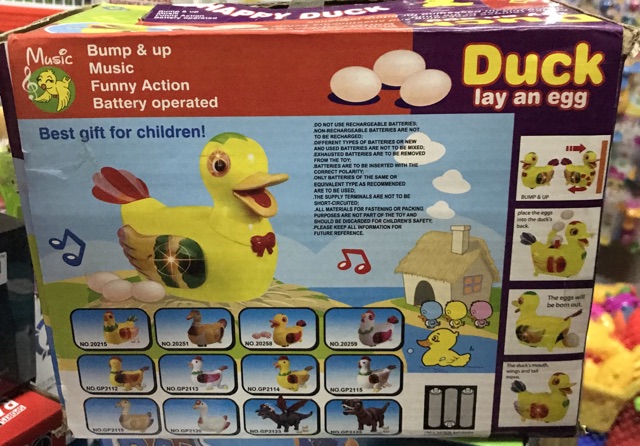 HAPPY DUCK
Music
Bump & up
Music
Funny Action
Battery operated
Duck
lay an egg
Best gift for children!
DO NOT USE RECHARGEABLE BATTERIES;
NON-RECHARGEABLE BATTERIES ARE NOT
TO BE RECHARGED;
DIFFERENT TYPES OF BATTERIES OR NEW
AND USED BATTERIES ARE NOT TO BE MIXED;
EXHAUSTED BATTERIES ARE TO BE REMOVED
FROM THE TOY;
BATTERIES ARE TO BE INSERTED WITH THE
CORRECT POLARITY;
ONLY BATTERIES OF THE SAME OR
EQUIVALENT TYPE AS RECOMMENDED
ARE TO BE USED;
THE SUPPLY TERMINALS ARE NOT TO BE
SHORT-CIRCUITED;
ALL MATERIALS FOR FASTENING OR PACKING
PURPOSES ARE NOT PART OF THE TOY AND
SHOULD BE DISCARDED FOR CHILDREN'S SAFETY;
PLEASE KEEP ALL INFORMATION FOR
FUTURE REFERENCE.
BUMP & UP
place the eggs
into the duck's
back.
The eggs will
be born out.
The duck's mouth,
wings and tail
move.
NO.20215
NO.20251
NO.20258
NO.20259
NO.GP2112
NO.GP2113
NO.GP2114
NO.GP2115